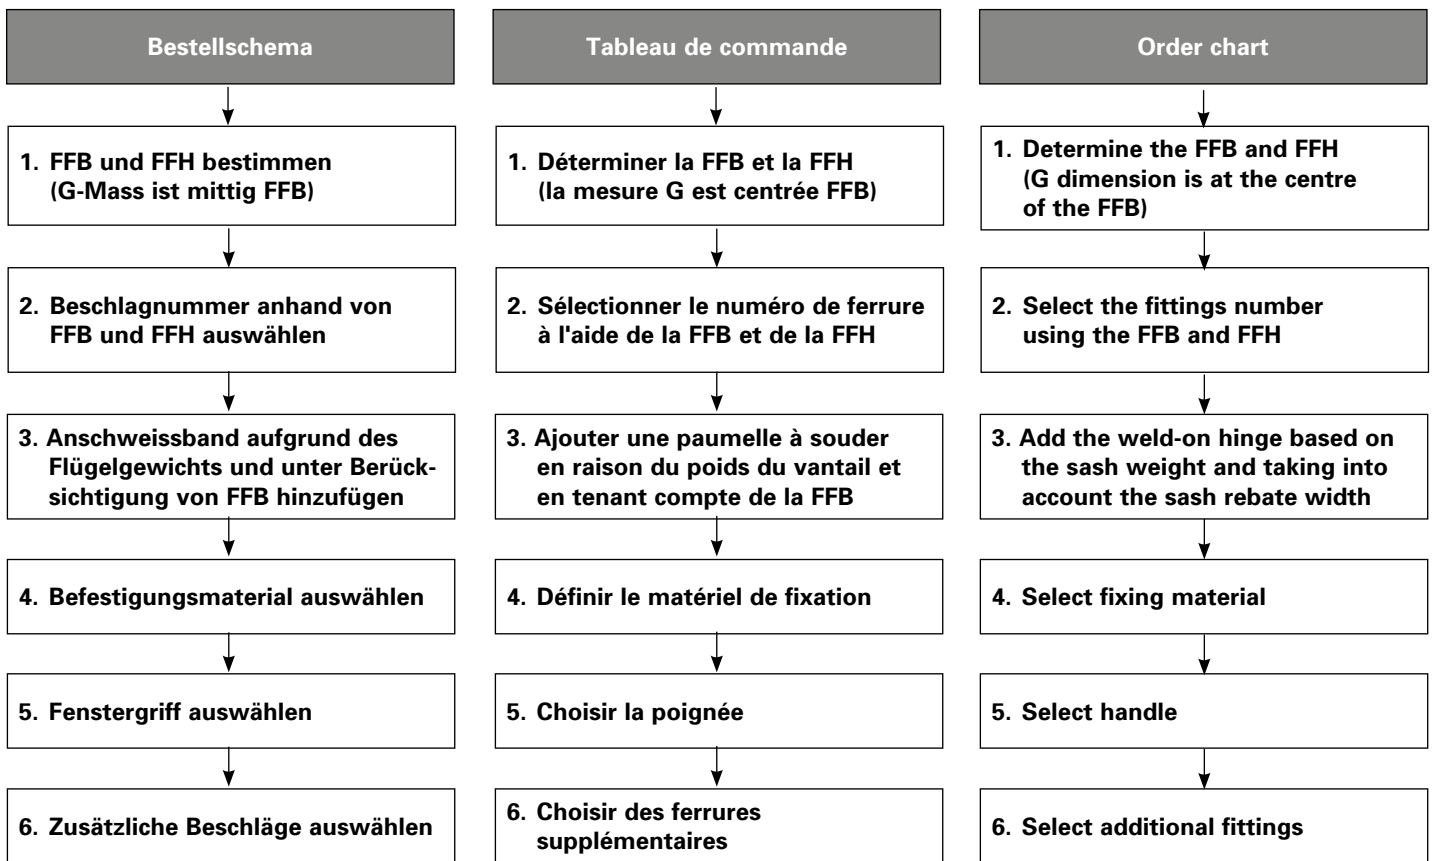 Bestellschema
1. FFB und FFH bestimmen
(G-Mass ist mittig FFB)
2. Beschlagnummer anhand von
FFB und FFH auswählen
3. Anschweissband aufgrund des
Flügelgewichts und unter Berück-
sichtigung von FFB hinzufügen
4. Befestigungsmaterial auswählen
5. Fenstergriff auswählen
6. Zusätzliche Beschläge auswählen
Tableau de commande
1. Déterminer la FFB et la FFH
(la mesure G est centrée FFB)
2. Sélectionner le numéro de ferrure
à l'aide de la FFB et de la FFH
3. Ajouter une paumelle à souder
en raison du poids du vantail et
en tenant compte de la FFB
4. Définir le matériel de fixation
5. Choisir la poignée
6. Choisir des ferrures
supplémentaires
Order chart
1. Determine the FFB and FFH
(G dimension is at the centre
of the FFB)
2. Select the fittings number
using the FFB and FFH
3. Add the weld-on hinge based on
the sash weight and taking into
account the sash rebate width
4. Select fixing material
5. Select handle
6. Select additional fittings